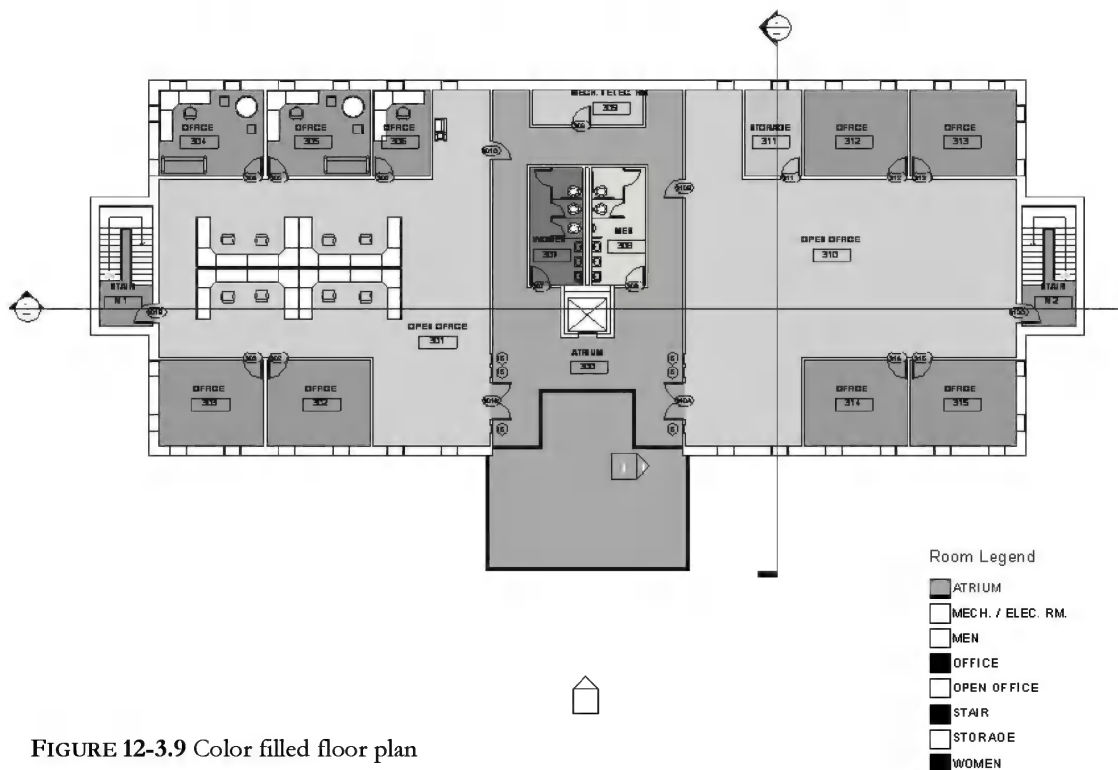 MECH. / ELEC. RM.
309
OFFICE
304
OFFICE
305
OFFICE
306
STORAGE
311
OFFICE
312
OFFICE
313
WOMEN
307
MEN
308
OPEN OFFICE
310
STAIR
N1
STAIR
N2
OPEN OFFICE
301
ATRIUM
300
OFFICE
303
OFFICE
302
OFFICE
314
OFFICE
315
Room Legend
ATRIUM
MECH. / ELEC. RM.
MEN
OFFICE
OPEN OFFICE
STAIR
STORAGE
WOMEN
FIGURE 12-3.9 Color filled floor plan